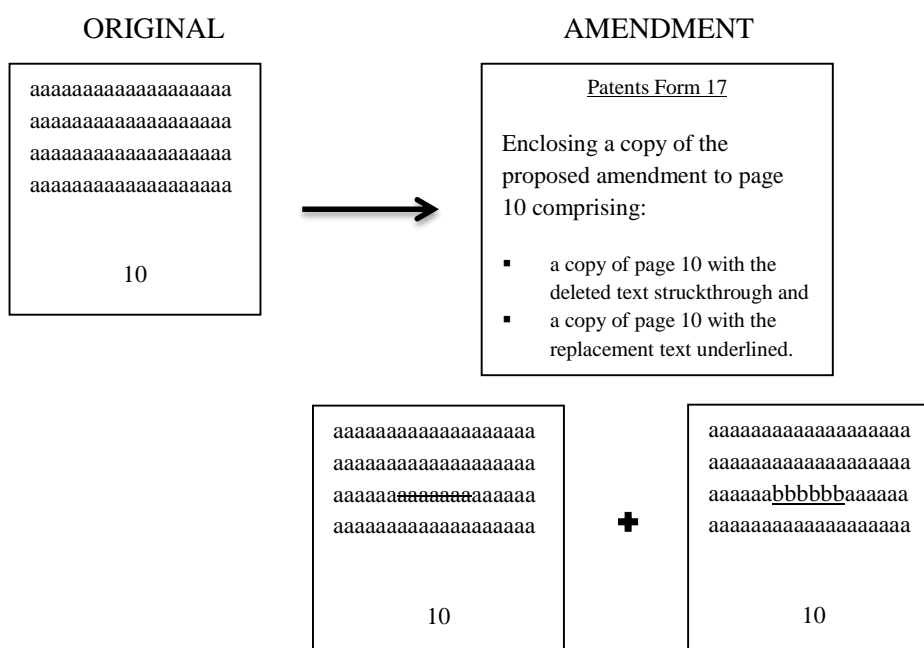 ORIGINAL
AMENDMENT
aaaaaaaaaaaaaaaaaaa
aaaaaaaaaaaaaaaaaaa
aaaaaaaaaaaaaaaaaaa
aaaaaaaaaaaaaaaaaaa
10
Patents Form 17
Enclosing a copy of the
proposed amendment to page
10 comprising:
▪ a copy of page 10 with the
deleted text struckthrough and
▪ a copy of page 10 with the
replacement text underlined.
aaaaaaaaaaaaaaaaaaa
aaaaaaaaaaaaaaaaaaa
aaaaaaaaaaaaaaaaaaa
aaaaaaaaaaaaaaaaaaa
10
aaaaaaaaaaaaaaaaaaa
aaaaaaaaaaaaaaaaaaa
aaaaaabbbbbbaaaaaa
aaaaaaaaaaaaaaaaaaa
10